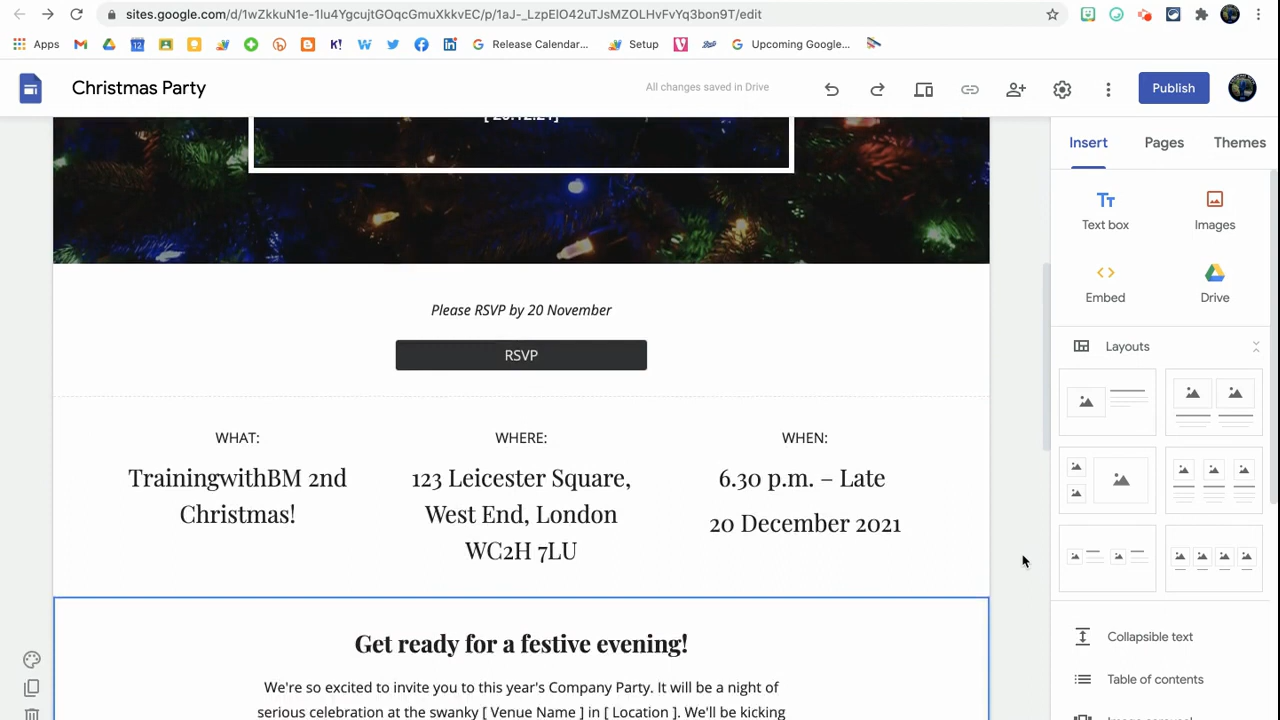 sites.google.com/d/1wZkkuN1e-1Iu4YgcujtGOqcGmuXkkvEC/p/1aJ-_LzpEIO42uTJsMZOLHvFvYq3bon9T/edit
Apps
Release Calendar...
Setup
Upcoming Google...
Christmas Party
All changes saved in Drive
Publish
Insert
Pages
Themes
Text box
Images
Embed
Drive
Layouts
Please RSVP by 20 November
RSVP
WHAT:
TrainingwithBM 2nd
Christmas!
WHERE:
123 Leicester Square,
West End, London
WC2H 7LU
WHEN:
6.30 p.m. – Late
20 December 2021
Get ready for a festive evening!
We're so excited to invite you to this year's Company Party. It will be a night of
serious celebration at the swanky [ Venue Name ] in [ Location ]. We'll be kicking
Collapsible text
Table of contents